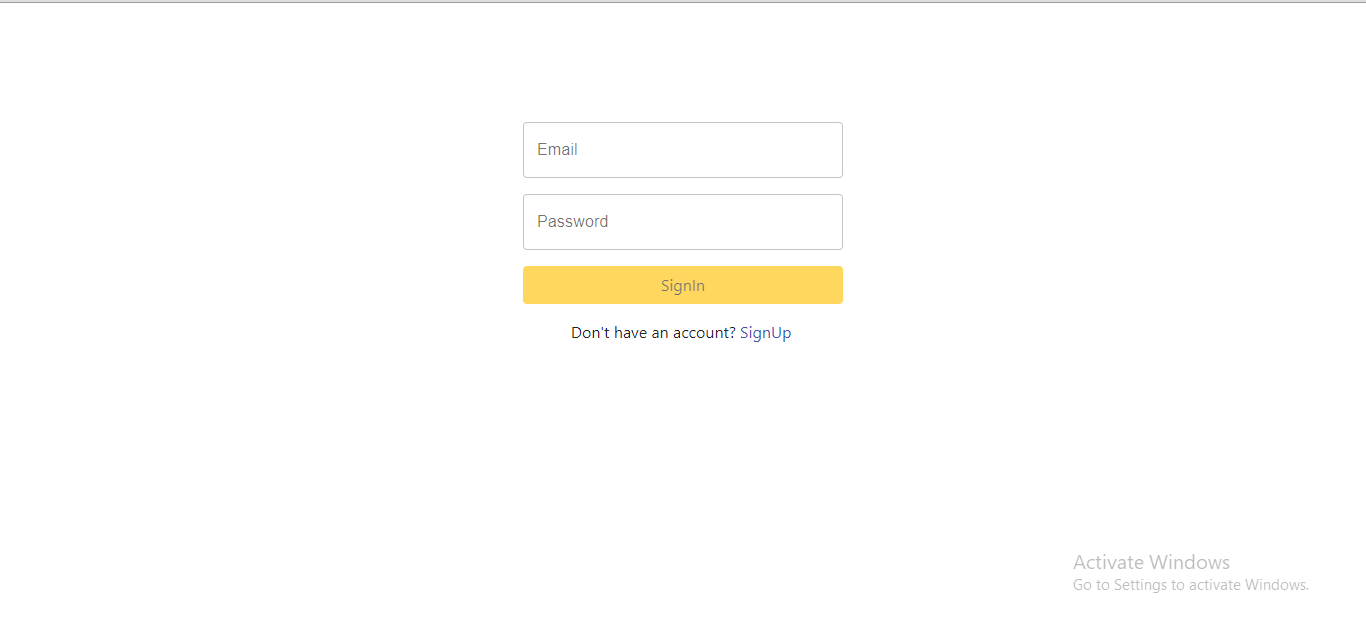 Email
Password
SignIn
Don't have an account? SignUp
Activate Windows
Go to Settings to activate Windows.